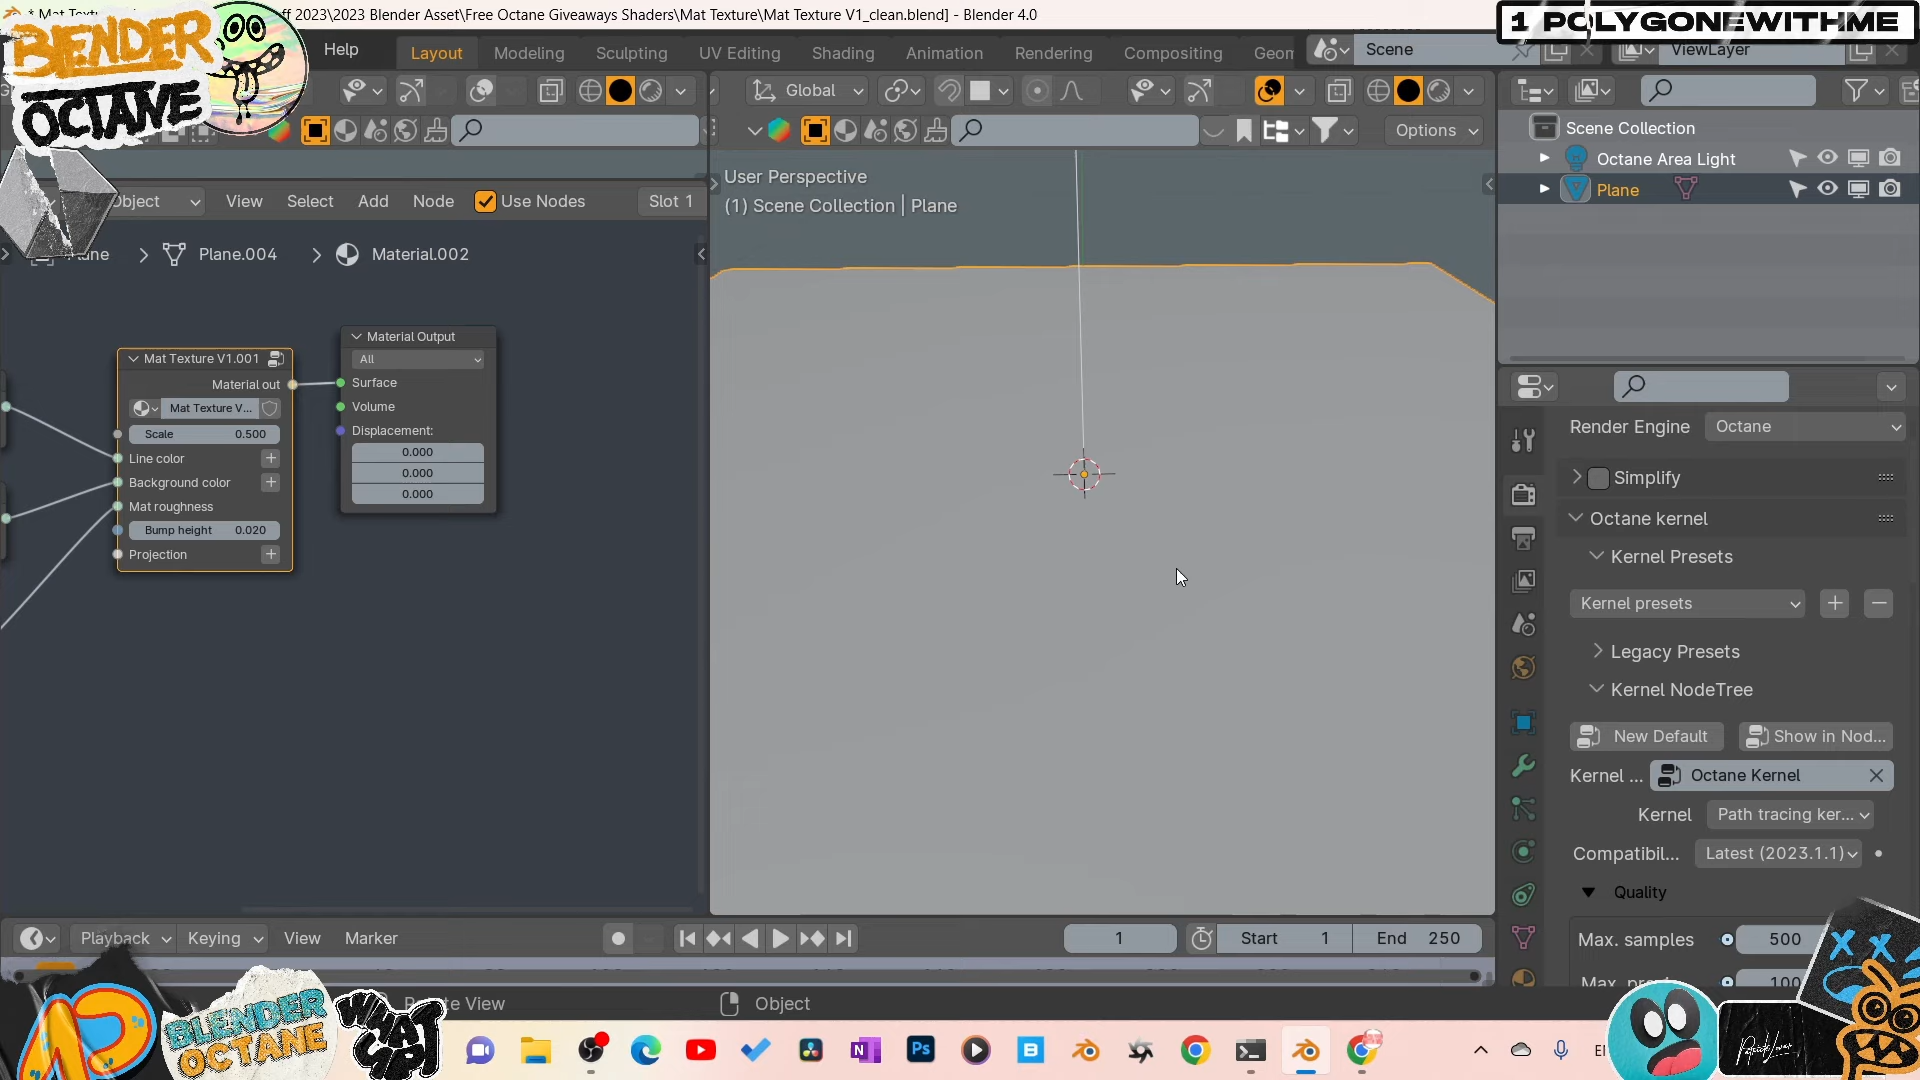 ff 2023\2023 Blender Asset\Free Octane Giveaways Shaders\Mat Texture\Mat Texture V1_clean.blend] - Blender 4.0
1 POLYGONEWITHME
BLENDER
OCTANE
Help
Layout
Modeling
Sculpting
UV Editing
Shading
Animation
Rendering
Compositing
Geom
Scene
ViewLayer
Global
Options
Scene Collection
Octane Area Light
Plane
Object
View
Select
Add
Node
Use Nodes
Slot 1
User Perspective
(1) Scene Collection | Plane
Plane
Plane.004
Material.002
Mat Texture V1.001
Material out
Mat Texture V...
Scale 0.500
Line color
Background color
Mat roughness
Bump height 0.020
Projection
Material Output
All
Surface
Volume
Displacement:
0.000
0.000
0.000
Render Engine Octane
Simplify
Octane kernel
Kernel Presets
Kernel presets
Legacy Presets
Kernel NodeTree
New Default
Show in Nod...
Kernel ... Octane Kernel
Kernel Path tracing ker...
Compatibil... Latest (2023.1.1)
Quality
Max. samples 500
100
Playback
Keying
View
Marker
1
Start 1
End 250
View
Object
BLENDER
OCTANE
WHAT
UP
Ps
N
B